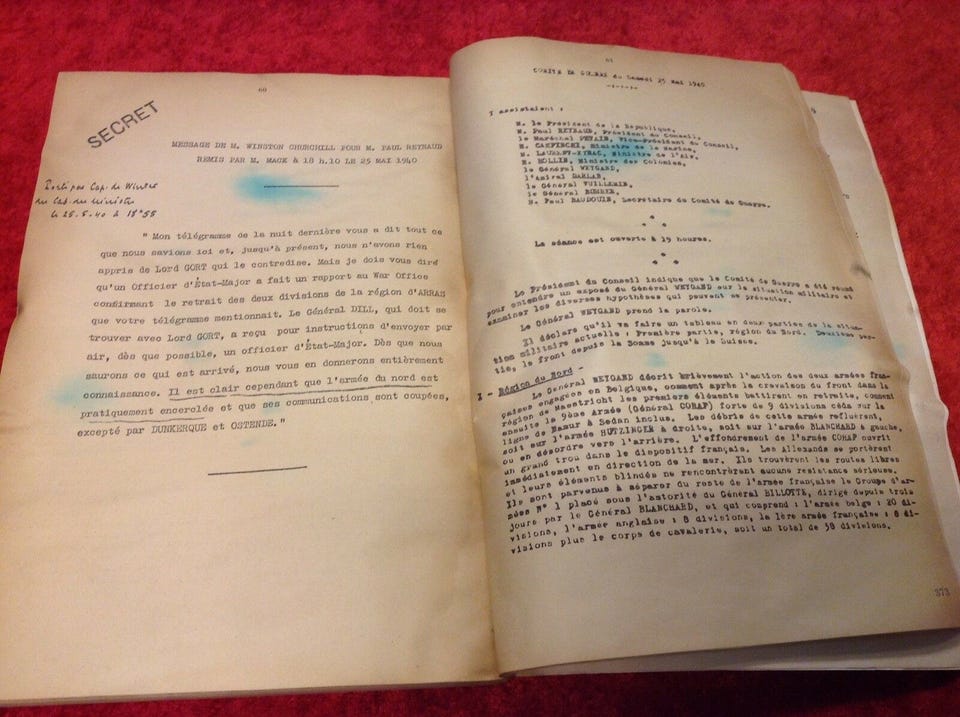 60
SECRET
MESSAGE DE M. WINSTON CHURCHILL POUR M. PAUL REYNAUD
REMIS PAR M. MACK à 18 h.10 LE 25 MAI 1940
Porté par Cap. de Winter
du Cab. du Ministre
le 25.5.40 à 18h55
" Mon télégramme de la nuit dernière vous a dit tout ce
que nous savions ici et, jusqu'à présent, nous n'avons rien
appris de Lord GORT qui le contredise. Mais je dois vous dire
qu'un Officier d'État-Major a fait un rapport au War Office
confirment le retrait des deux divisions de la région d'ARRAS
que votre télégramme mentionnait. Le Général DILL, qui doit se
trouver avec Lord GORT, a reçu pour instructions d'envoyer par
air, dès que possible, un officier d'État-Major. Dès que nous
saurons ce qui est arrivé, nous vous en donnerons entièrement
connaissance. Il est clair cependant que l'armée du nord est
pratiquement encerclée et que ses communications sont coupées,
excepté par DUNKERQUE et OSTENDE."
61
COMITE DE GUERRE du Samedi 25 Mai 1940
Y assistaient :
M. le Président de la République,
M. Paul REYNAUD, Président du Conseil,
le Maréchal PETAIN, Vice-Président du Conseil,
M. CAMPINCHI, Ministre de la Marine,
M. LAURENT-EYNAC, Ministre de l'Air,
M. ROLLIN, Ministre des Colonies,
le Général WEYGAND,
l'Amiral DARLAN,
le Général VUILLEMIN,
le Général BUHRER,
M. Paul BAUDOUIN, Secrétaire du Comité de Guerre.
La séance est ouverte à 19 heures.
Le Président du Conseil indique que le Comité de Guerre a été réuni
pour entendre un exposé du Général WEYGAND sur la situation militaire et
examiner les diverses hypothèses qui peuvent se présenter.
Le Général WEYGAND prend la parole.
Il déclare qu'il va faire un tableau en deux parties de la situa-
tion militaire actuelle : Première partie, région du Nord. Deuxième par-
tie, le front depuis la Somme jusqu'à la Suisse.
I - Région du Nord -
Le Général WEYGAND décrit brièvement l'action des deux armées fran-
çaises engagées en Belgique, comment après la crevaison du front dans la
région de Maestricht les premiers éléments battirent en retraite, comment
ensuite la 9ème Armée (Général CORAP) forte de 9 divisions céda sur la
ligne de Namur à Sedan inclus. Les débris de cette armée refluèrent,
soit sur l'armée HUTZINGER à droite, soit sur l'armée BLANCHARD à gauche,
ou en désordre vers l'arrière. L'effondrement de l'armée CORAP ouvrit
un grand trou dans le dispositif français. Les Allemands se portèrent
immédiatement en direction de la mer. Ils trouvèrent les routes libres
et leurs éléments blindés ne rencontrèrent aucune resistance sérieuse.
Ils sont parvenus à séparer du reste de l'armée française le Groupe d'ar-
mées N° 1 placé sous l'autorité du Général BILLOTTE, dirigé depuis trois
jours par le Général BLANCHARD, et qui comprend : l'armée belge : 20 di-
visions, l'armée anglaise : 8 divisions, la 1ère armée française : 8 di-
visions plus le corps de cavalerie, soit un total de 38 divisions.
373